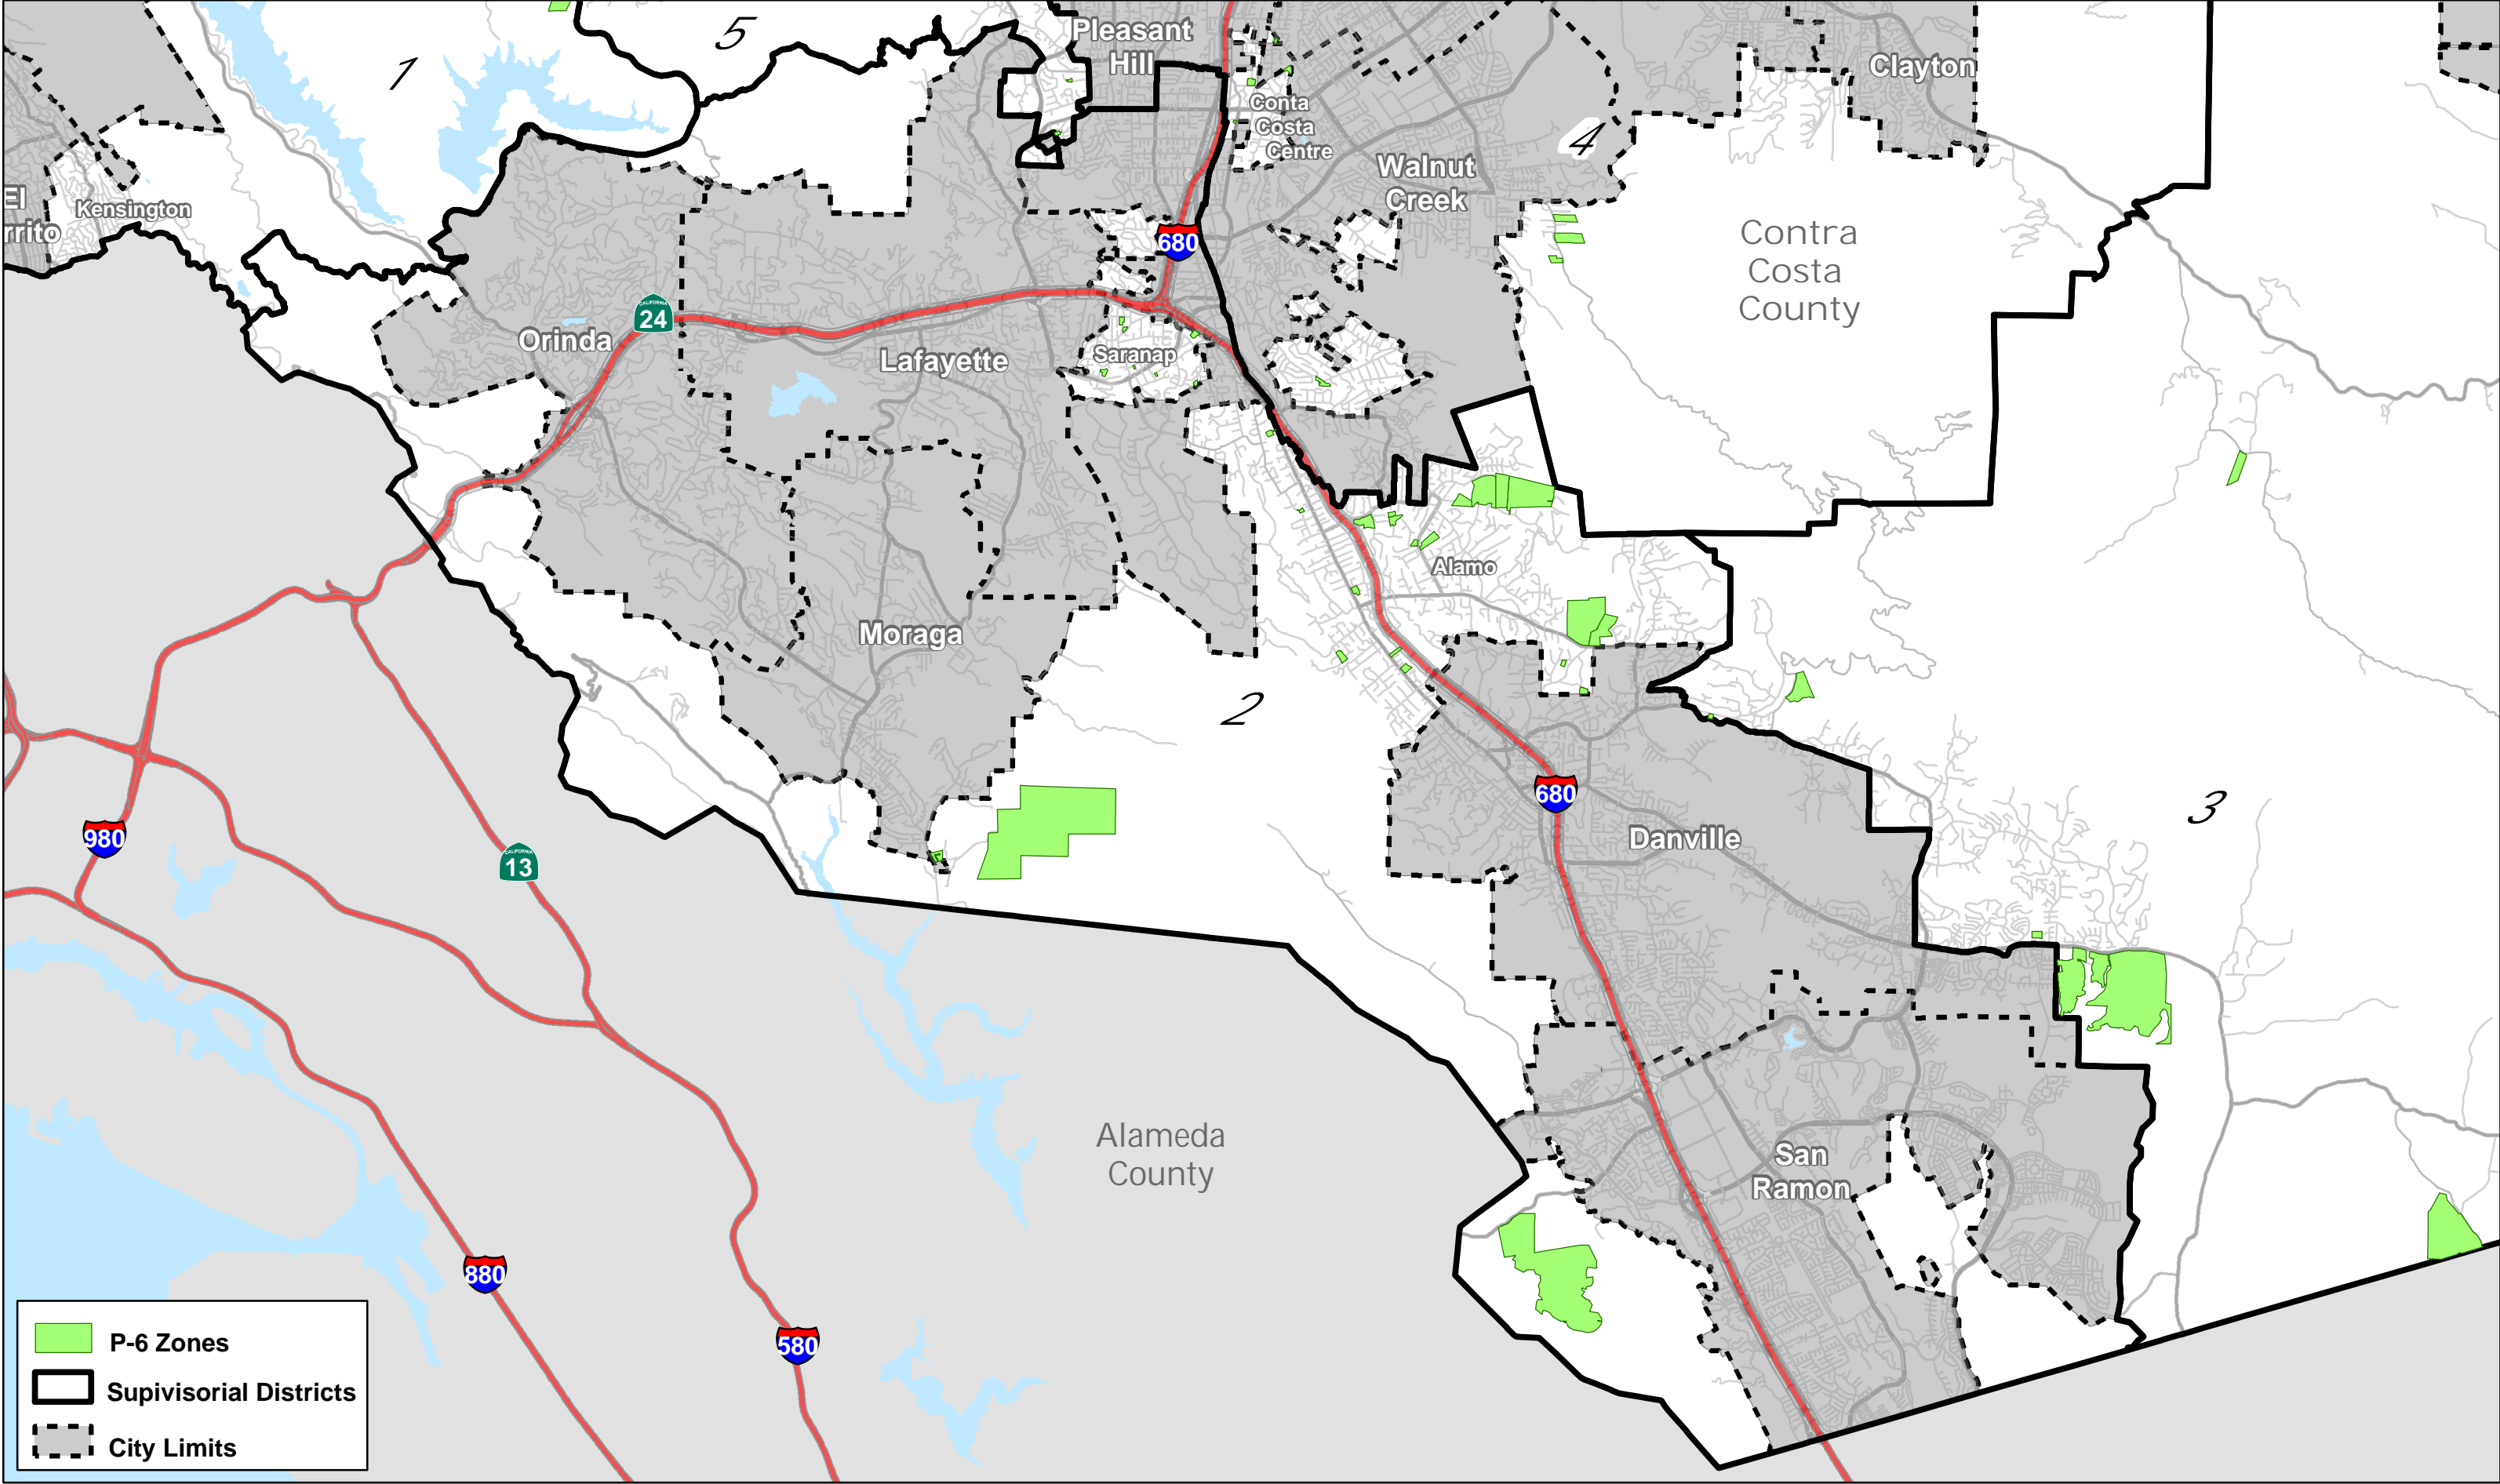 5
Pleasant
Hill
1
Clayton
Conta
Costa
Centre
4
Walnut
Creek
El
rrito
Kensington
680
Contra
Costa
County
CALIFORNIA
24
Orinda
Lafayette
Saranap
Alamo
Moraga
2
680
Danville
3
980
CALIFORNIA
13
Alameda
County
San
Ramon
880
580
P-6 Zones
Supivisorial Districts
City Limits